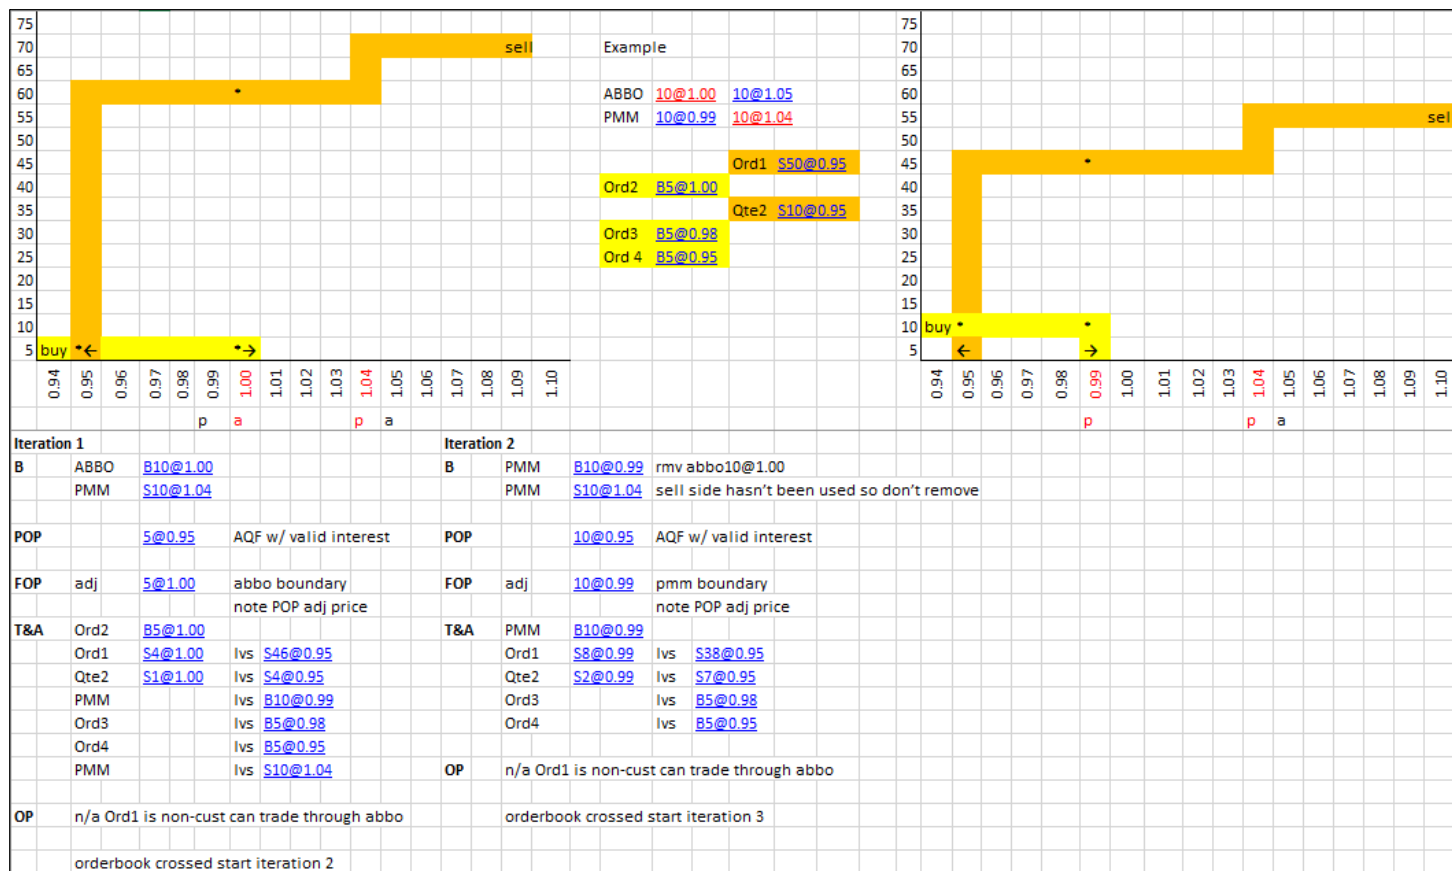 75 75
70 sell Example 70
65 65
60 * ABBO 10@1.00 10@1.05 60
55 PMM 10@0.99 10@1.04 55 sel
50 50
45 Ord1 S50@0.95 45 *
40 Ord2 B5@1.00 40
35 Qte2 S10@0.95 35
30 Ord3 B5@0.98 30
25 Ord 4 B5@0.95 25
20 20
15 15
10 10 buy * *
5 buy *← *→ 5 ← →
0.94 0.95 0.96 0.97 0.98 0.99 1.00 1.01 1.02 1.03 1.04 1.05 1.06 1.07 1.08 1.09 1.10 0.94 0.95 0.96 0.97 0.98 0.99 1.00 1.01 1.02 1.03 1.04 1.05 1.06 1.07 1.08 1.09 1.10
p a p a p p a
Iteration 1 Iteration 2
B ABBO B10@1.00 B PMM B10@0.99 rmv abbo10@1.00
PMM S10@1.04 PMM S10@1.04 sell side hasn't been used so don't remove
POP 5@0.95 AQF w/ valid interest POP 10@0.95 AQF w/ valid interest
FOP adj 5@1.00 abbo boundary FOP adj 10@0.99 pmm boundary
note POP adj price note POP adj price
T&A Ord2 B5@1.00 T&A PMM B10@0.99
Ord1 S4@1.00 lvs S46@0.95 Ord1 S8@0.99 lvs S38@0.95
Qte2 S1@1.00 lvs S4@0.95 Qte2 S2@0.99 lvs S7@0.95
PMM lvs B10@0.99 Ord3 lvs B5@0.98
Ord3 lvs B5@0.98 Ord4 lvs B5@0.95
Ord4 lvs B5@0.95
PMM lvs S10@1.04 OP n/a Ord1 is non-cust can trade through abbo
OP n/a Ord1 is non-cust can trade through abbo orderbook crossed start iteration 3
orderbook crossed start iteration 2